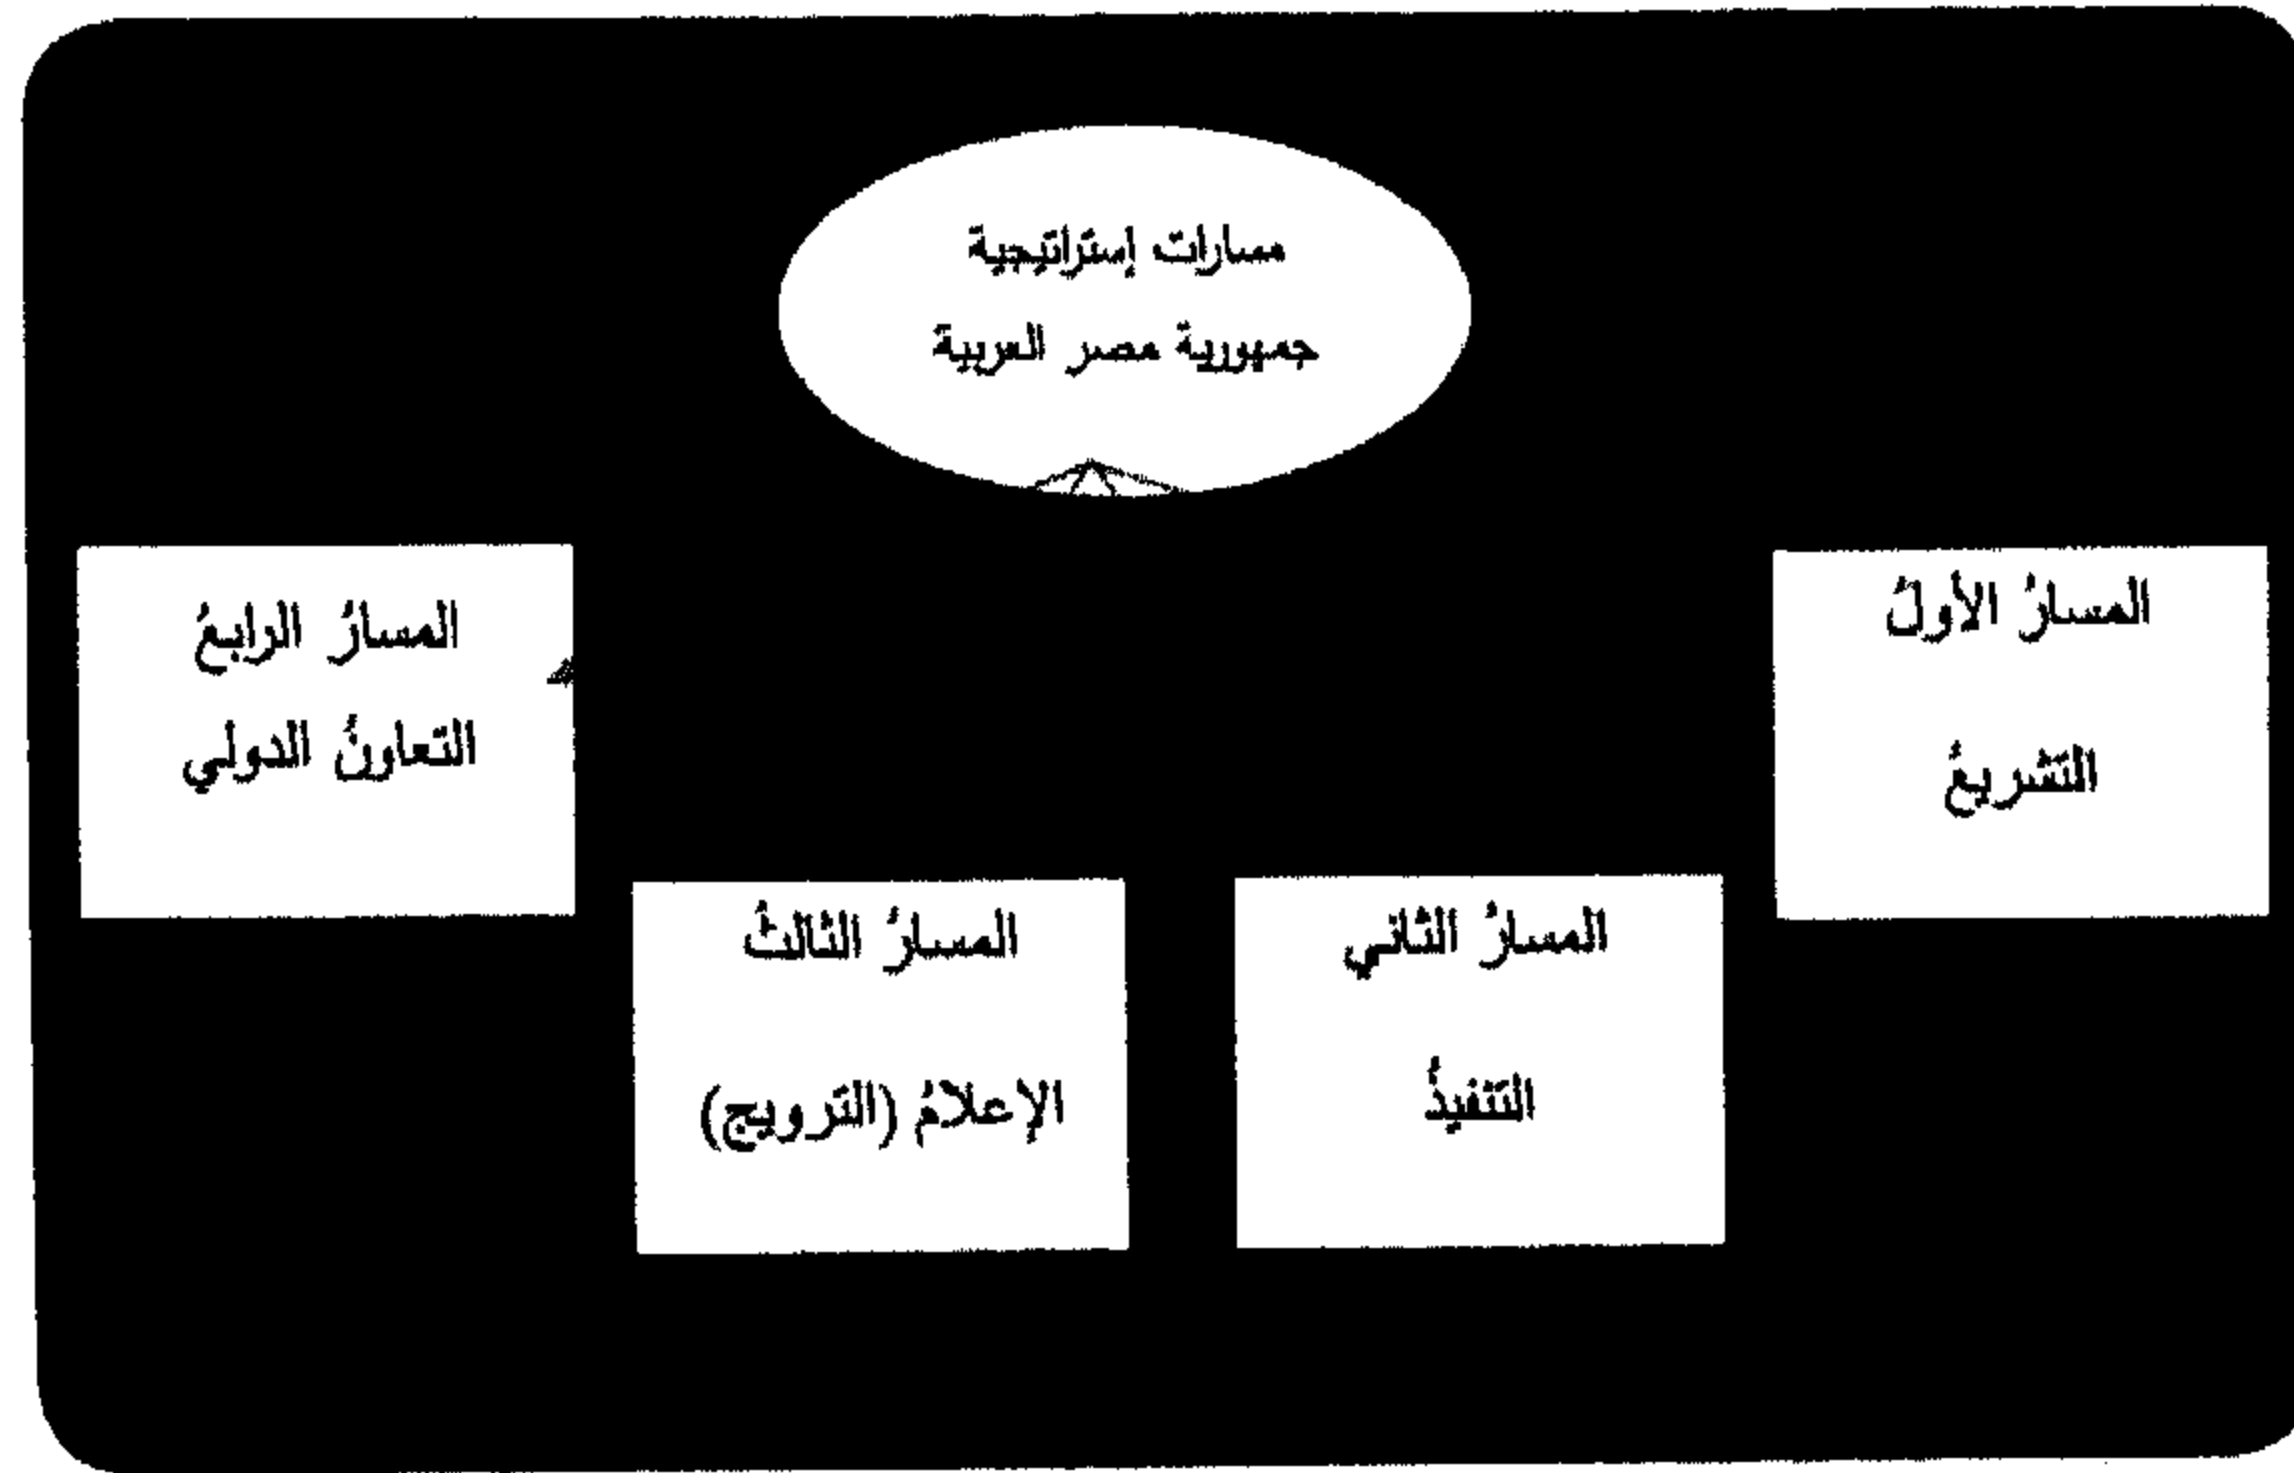 مسارات إستراتيجية
جمهورية مصر العربية
المسارُ الأولُ
التشريعُ
المسارُ الثاني
التنفيذُ
المسارُ الثالثُ
الإعلامُ (الترويج)
المسارُ الرابعُ
التعاونُ الدولي